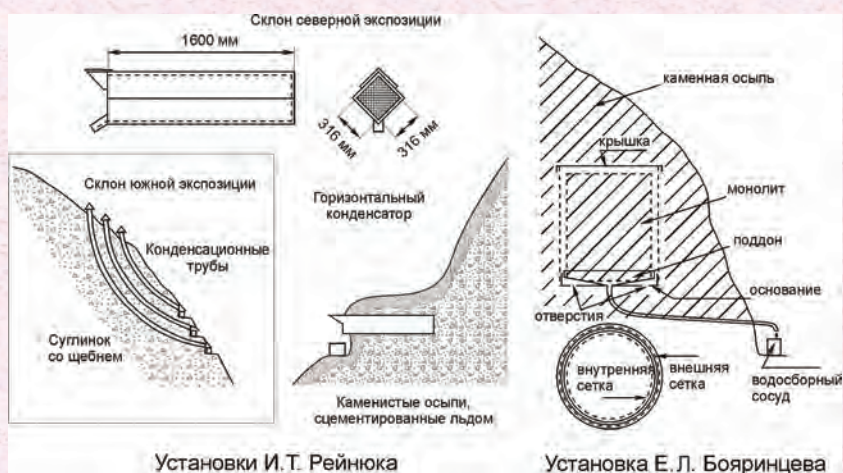 Склон северной экспозиции
1600 мм
316 мм
316 мм
Склон южной экспозиции
Конденсационные
трубы
Суглинок
со щебнем
Горизонтальный
конденсатор
Каменистые осыпи,
сцементированные льдом
Установки И.Т. Рейнюка
каменная осыпь
крышка
монолит
поддон
основание
отверстия
внутренняя
сетка
внешняя
сетка
водосборный
сосуд
Установка Е.Л. Бояринцева